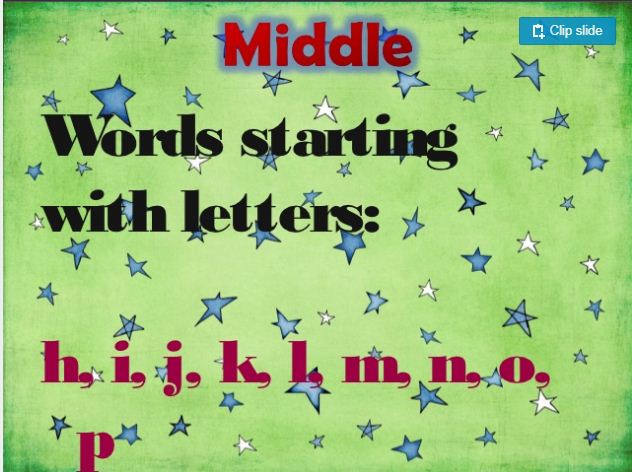 Middle
Clip slide
Words starting
with letters:
h, i, j, k, l, m, n, o,
p